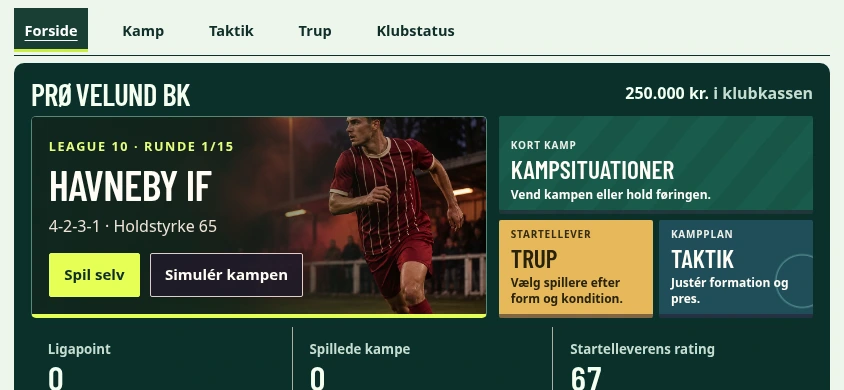 Forside
Kamp
Taktik
Trup
Klubstatus
PRØVELUND BK
250.000 kr. i klubkassen
LEAGUE 10 · RUNDE 1/15
HAVNEBY IF
4-2-3-1 · Holdstyrke 65
Spil selv
Simulér kampen
KORT KAMP
KAMPSITUATIONER
Vend kampen eller hold føringen.
STARTELLEVER
TRUP
Vælg spillere efter
form og kondition.
KAMPPLAN
TAKTIK
Justér formation og
pres.
Ligapoint
0
Spillede kampe
0
Startelleverens rating
67